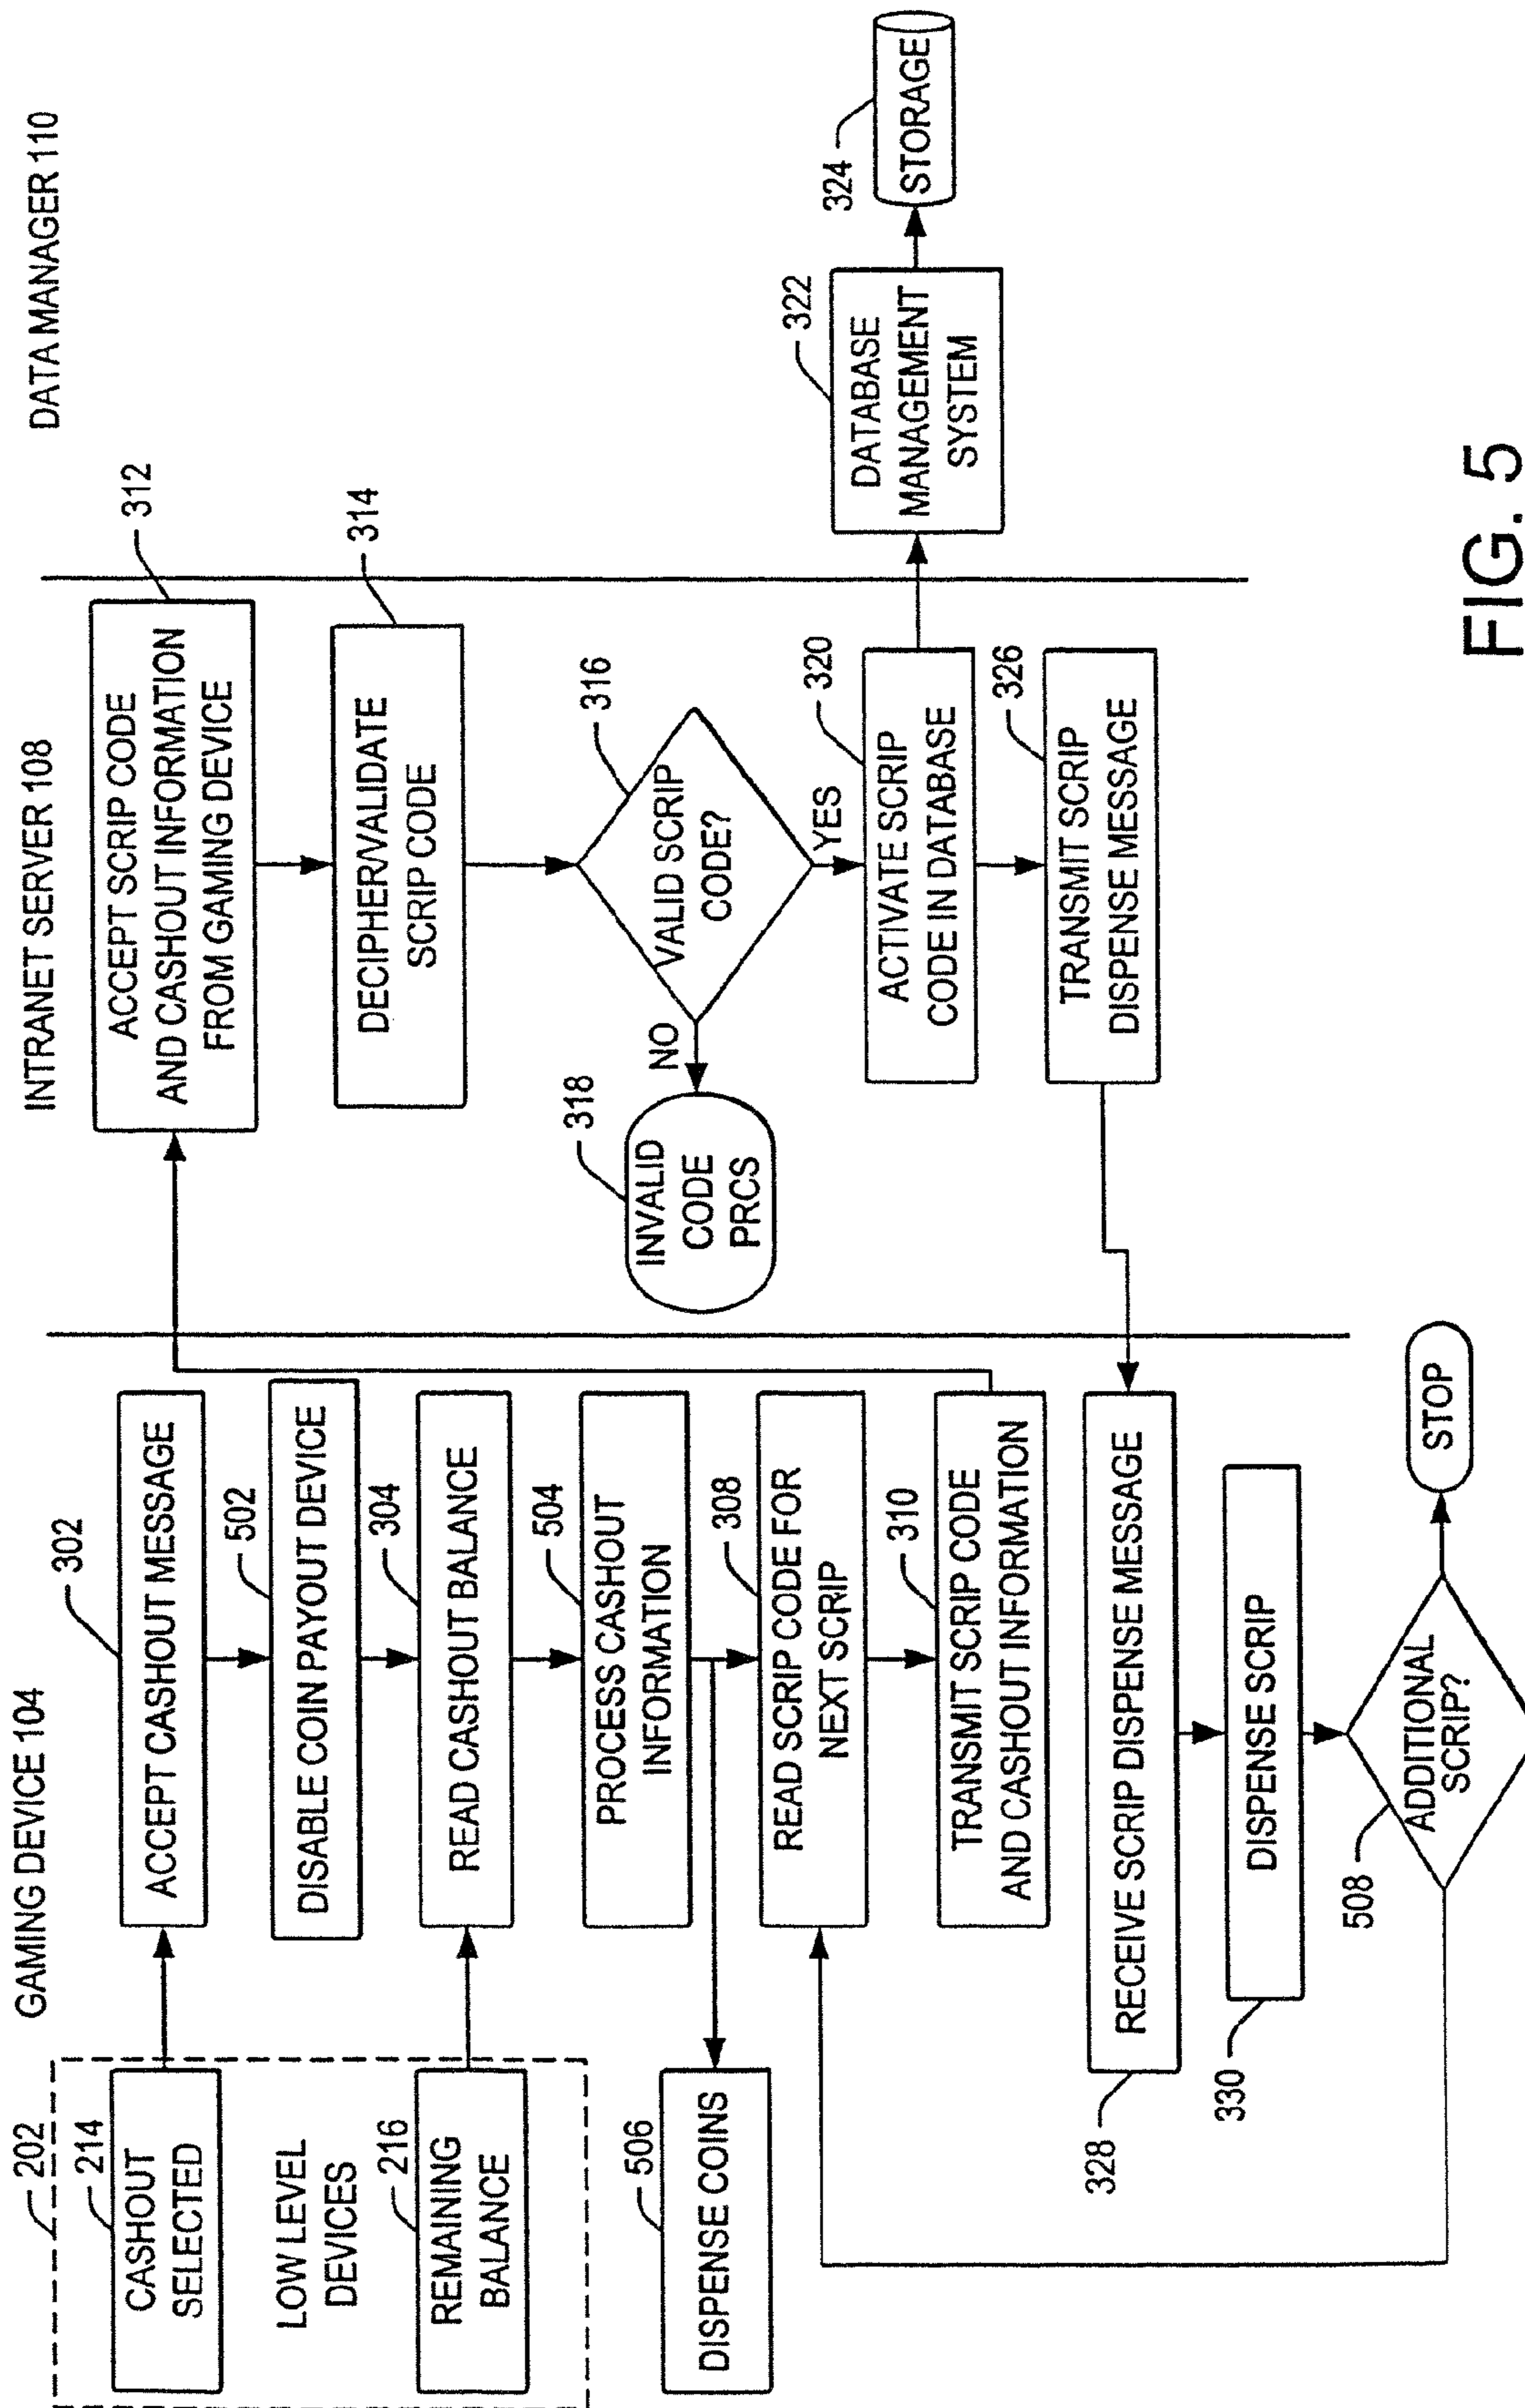 GAMING DEVICE 104
INTRANET SERVER 108
DATA MANAGER 110
202
214
CASHOUT
SELECTED
LOW LEVEL
DEVICES
216
REMAINING
BALANCE
506
DISPENSE COINS
302
ACCEPT CASHOUT MESSAGE
502
DISABLE COIN PAYOUT DEVICE
304
READ CASHOUT BALANCE
504
PROCESS CASHOUT
INFORMATION
308
READ SCRIP CODE FOR
NEXT SCRIP
310
TRANSMIT SCRIP CODE
AND CASHOUT INFORMATION
RECEIVE SCRIP DISPENSE MESSAGE
328
DISPENSE SCRIP
330
ADDITIONAL
SCRIP?
508
STOP
312
ACCEPT SCRIP CODE
AND CASHOUT INFORMATION
FROM GAMING DEVICE
314
DECIPHER/VALIDATE
SCRIP CODE
316
VALID SCRIP
CODE?
NO
YES
318
INVALID
CODE
PRCS
320
ACTIVATE SCRIP
CODE IN DATABASE
326
TRANSMIT SCRIP
DISPENSE MESSAGE
322
DATABASE
MANAGEMENT
SYSTEM
324
STORAGE
FIG. 5